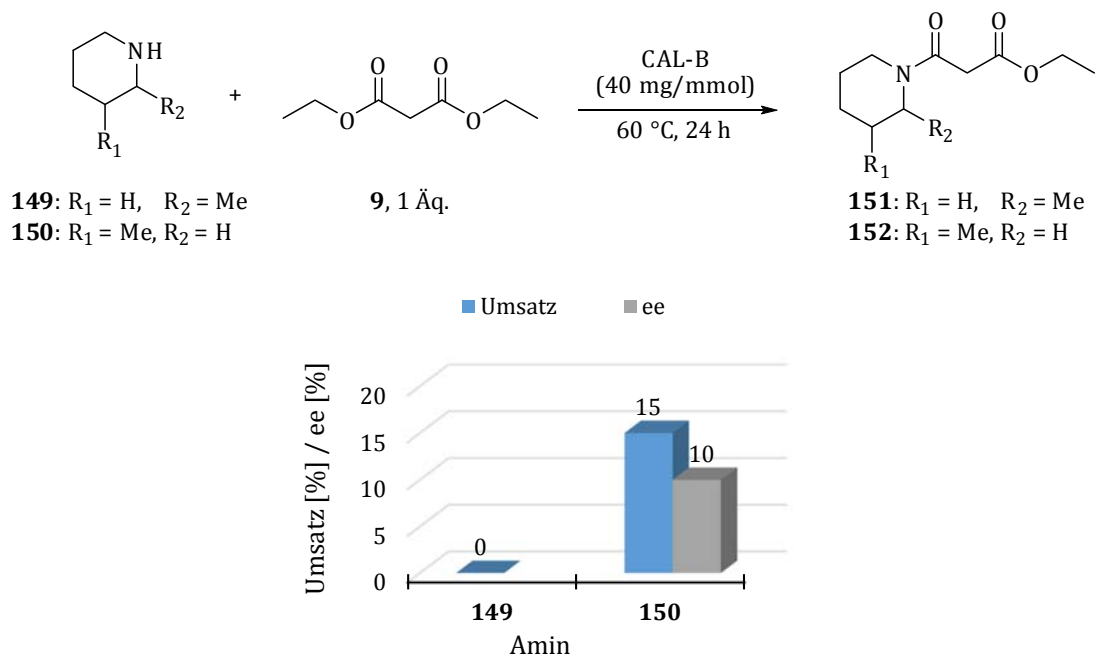 NH
R2
R1
+
O O
O O
CAL-B
(40 mg/mmol)
60 °C, 24 h
O O
N O
R2
R1
149: R1 = H, R2 = Me
150: R1 = Me, R2 = H
9, 1 Äq.
151: R1 = H, R2 = Me
152: R1 = Me, R2 = H
Umsatz ee
Umsatz [%] / ee [%]
20
15
10
5
0
0
15
10
149 150
Amin